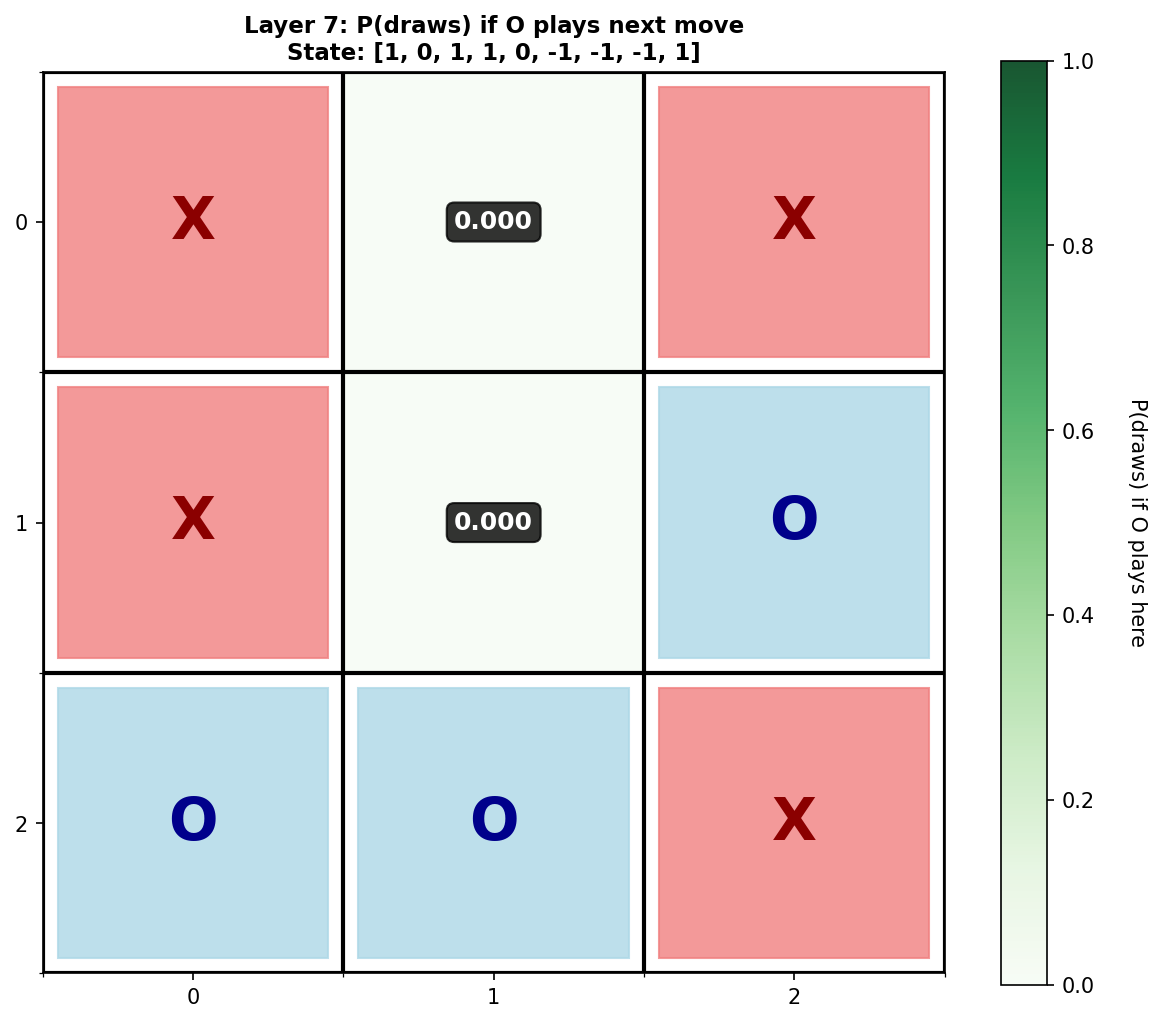 Layer 7: P(draws) if O plays next move
State: [1, 0, 1, 1, 0, -1, -1, -1, 1]
X
0.000
X
X
0.000
O
O
O
X
0
1
2
0
1
2
1.0
0.8
0.6
0.4
0.2
0.0
P(draws) if O plays here